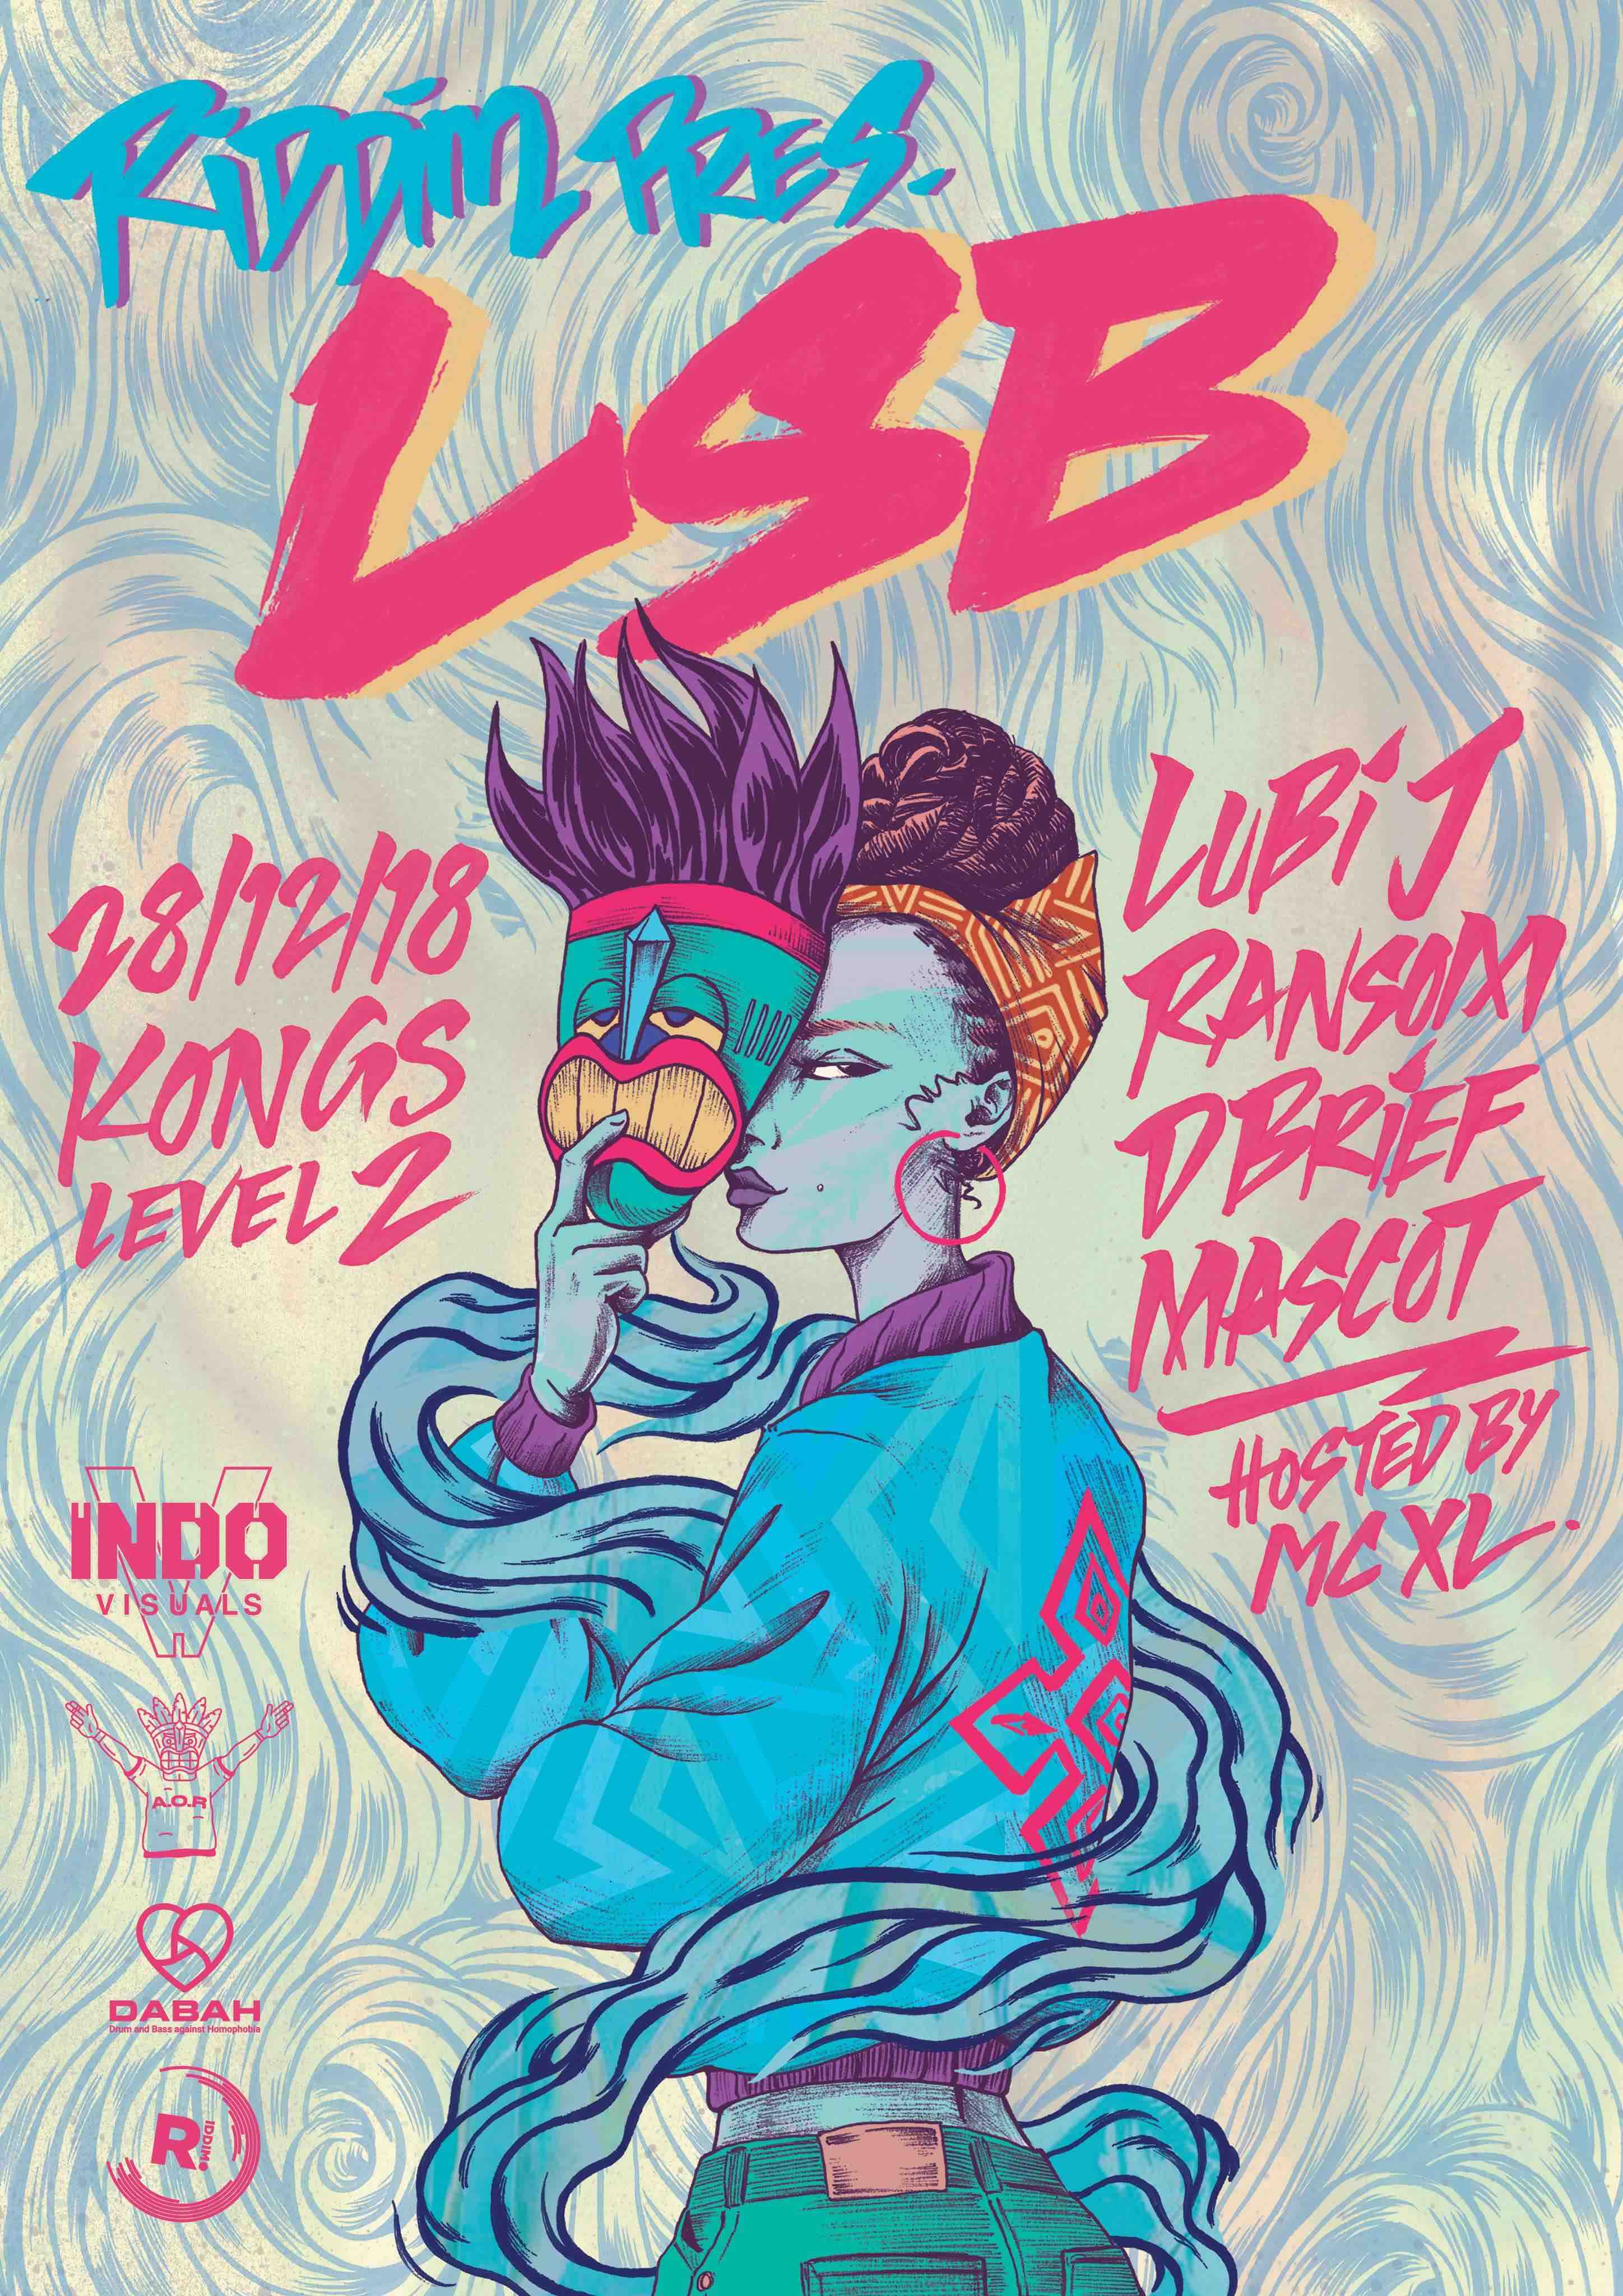 RiDDiM PRES.
LSB
28/12/18
KONGS
LEVEL 2
LUBi J
RANSOM
DBRiEF
MASCOT
HOSTED BY
MC XL.
INDO
VISUALS
A.O.R
DABAH
Drum and Bass against Homophobia
RIDDIM